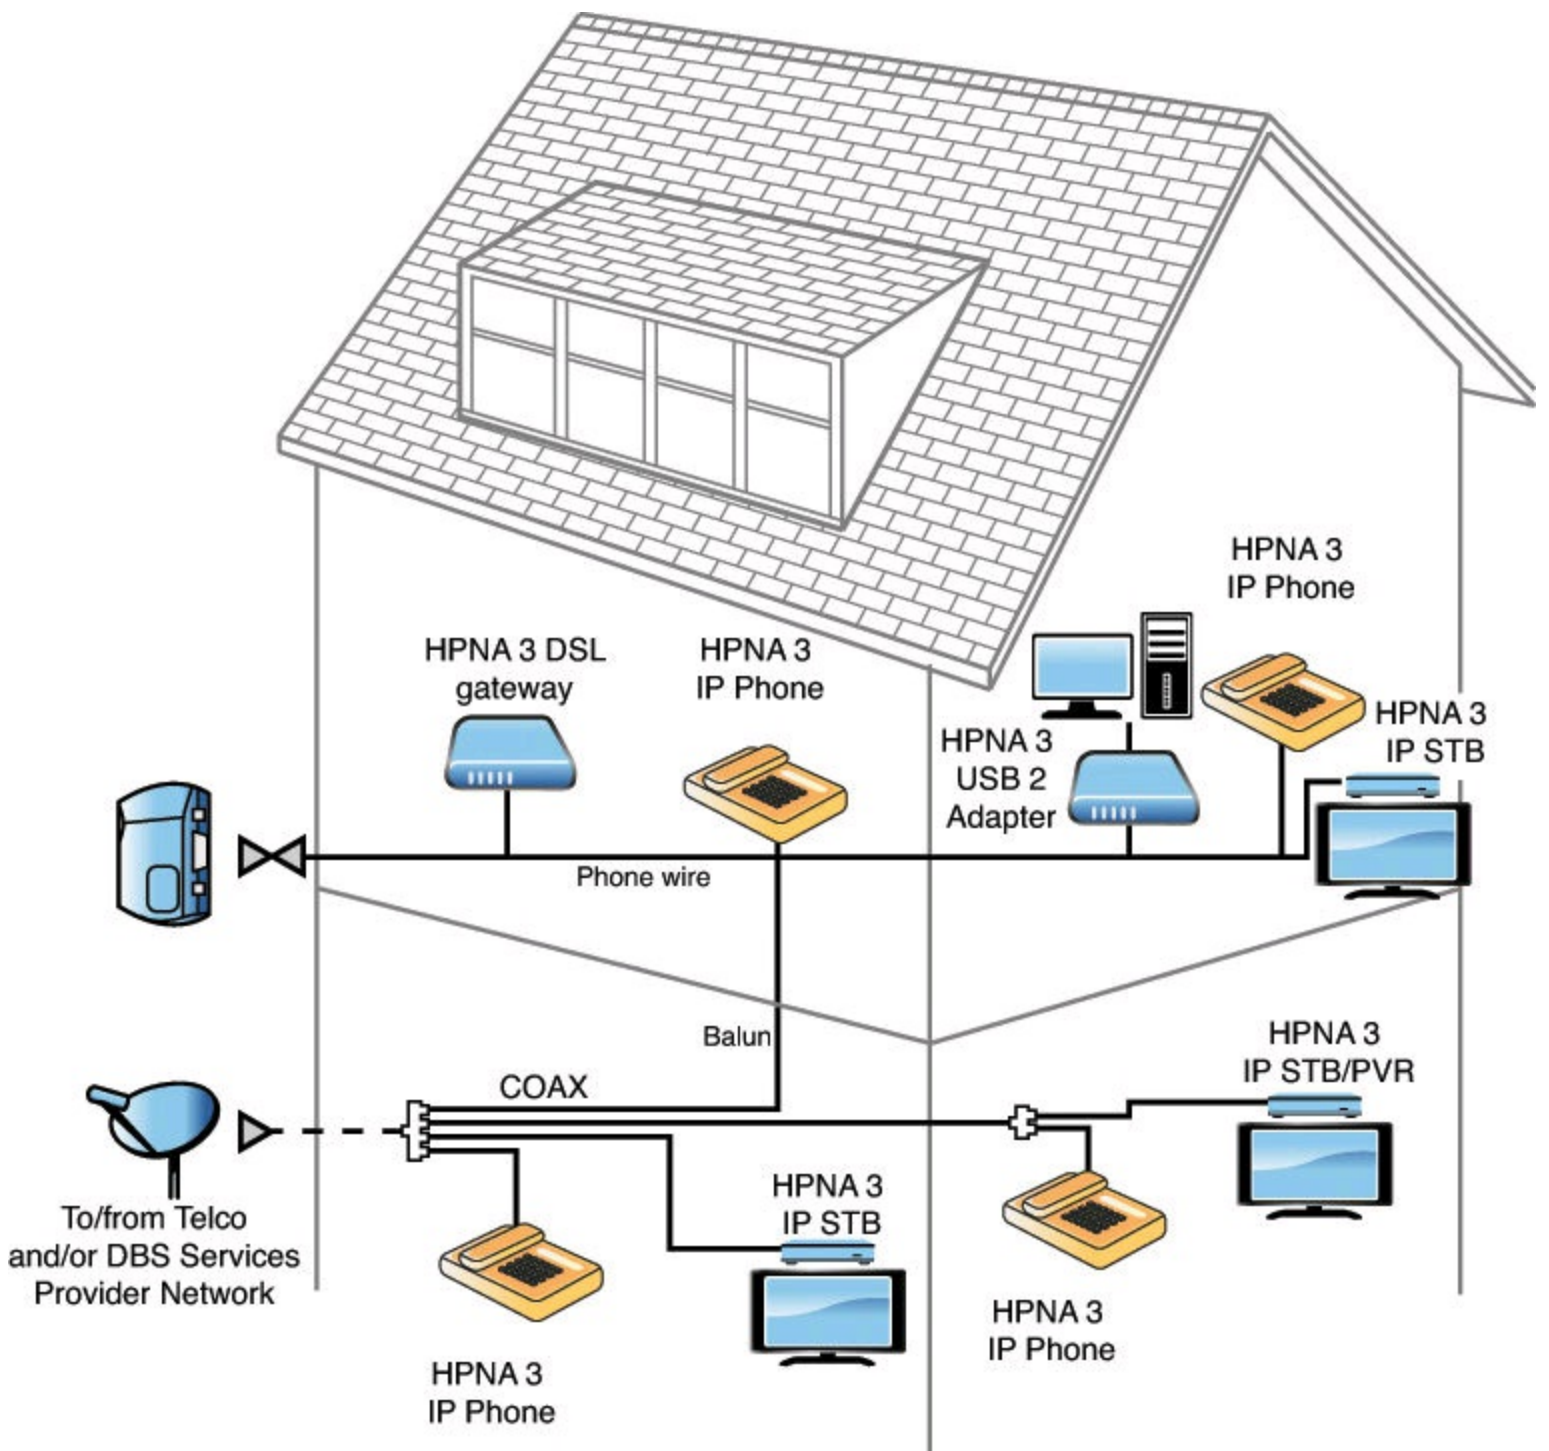 HPNA 3
IP Phone
HPNA 3 DSL
gateway
HPNA 3
IP Phone
HPNA 3
IP STB
HPNA 3
USB 2
Adapter
Phone wire
Balun
COAX
HPNA 3
IP STB/PVR
To/from Telco
and/or DBS Services
Provider Network
HPNA 3
IP STB
HPNA 3
IP Phone
HPNA 3
IP Phone